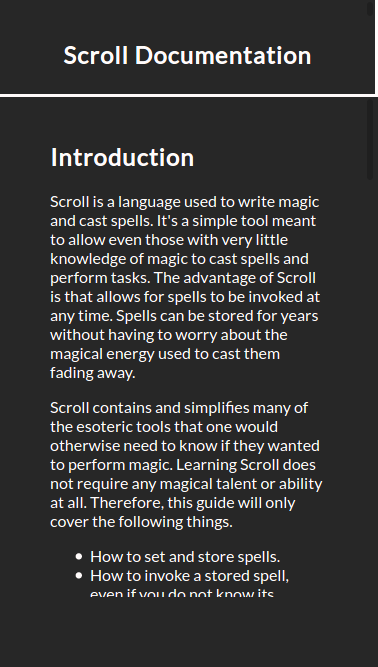 Scroll Documentation
Introduction
Scroll is a language used to write magic
and cast spells. It's a simple tool meant
to allow even those with very little
knowledge of magic to cast spells and
perform tasks. The advantage of Scroll
is that allows for spells to be invoked at
any time. Spells can be stored for years
without having to worry about the
magical energy used to cast them
fading away.
Scroll contains and simplifies many of
the esoteric tools that one would
otherwise need to know if they wanted
to perform magic. Learning Scroll does
not require any magical talent or ability
at all. Therefore, this guide will only
cover the following things.
How to set and store spells.
How to invoke a stored spell,
even if you do not know its